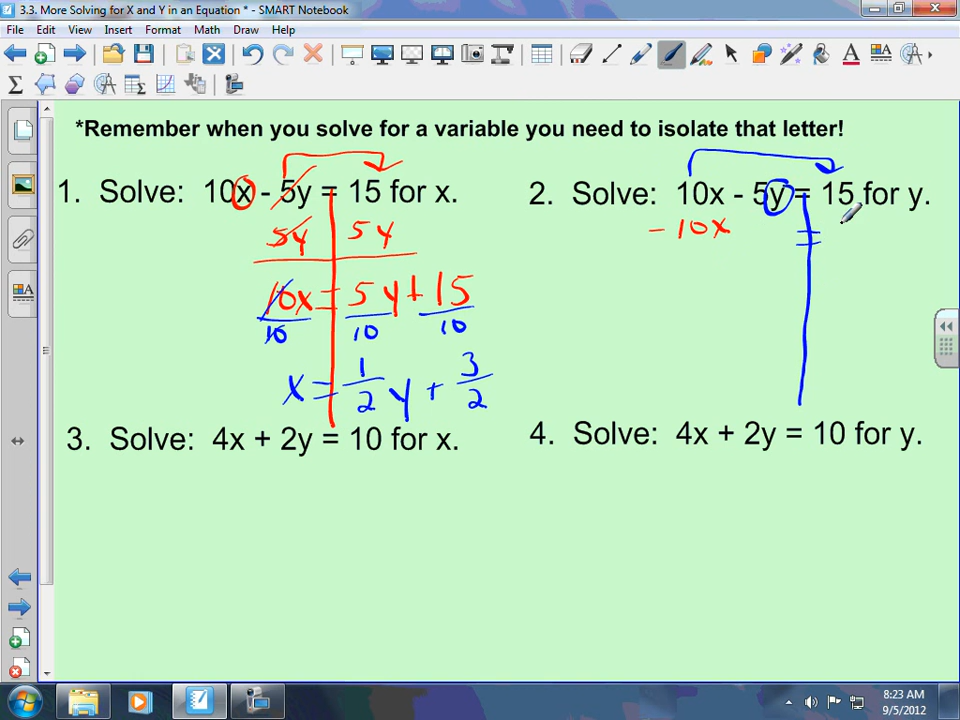 3.3. More Solving for X and Y in an Equation * - SMART Notebook
File Edit View Insert Format Math Draw Help
*Remember when you solve for a variable you need to isolate that letter!
1. Solve: 10x - 5y = 15 for x.
5y 5y
10x = 5y + 15
10 10 10
x = 1/2 y + 3/2
2. Solve: 10x - 5y = 15 for y.
- 10x =
3. Solve: 4x + 2y = 10 for x.
4. Solve: 4x + 2y = 10 for y.
8:23 AM
9/5/2012